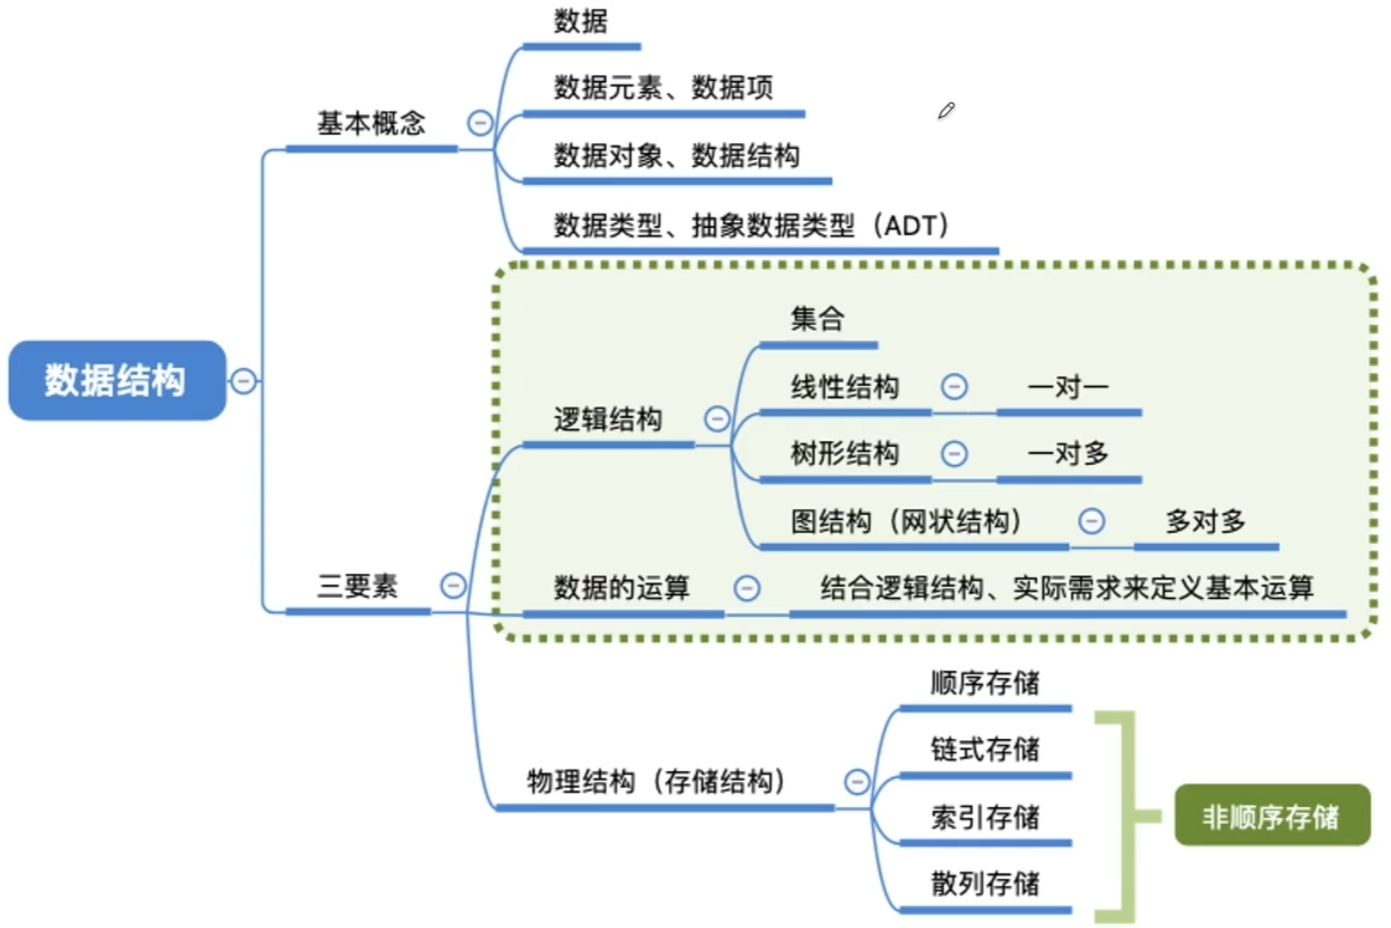 数据
数据元素、数据项
基本概念
数据对象、数据结构
数据类型、抽象数据类型（ADT）
数据结构
集合
线性结构
一对一
逻辑结构
树形结构
一对多
图结构（网状结构）
多对多
三要素
数据的运算
结合逻辑结构、实际需求来定义基本运算
顺序存储
链式存储
物理结构（存储结构）
索引存储
非顺序存储
散列存储